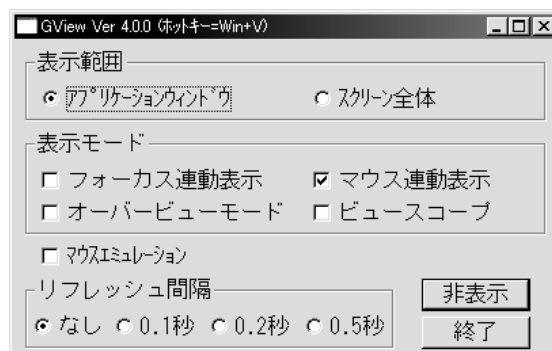 GView Ver 4.0.0 (ホットキー=Win+V)
表示範囲
アプリケーションウィンドウ スクリーン全体
表示モード
フォーカス連動表示 マウス連動表示
オーバービューモード ビュースコープ
マウスエミュレーション
リフレッシュ間隔
なし 0.1秒 0.2秒 0.5秒
非表示
終了